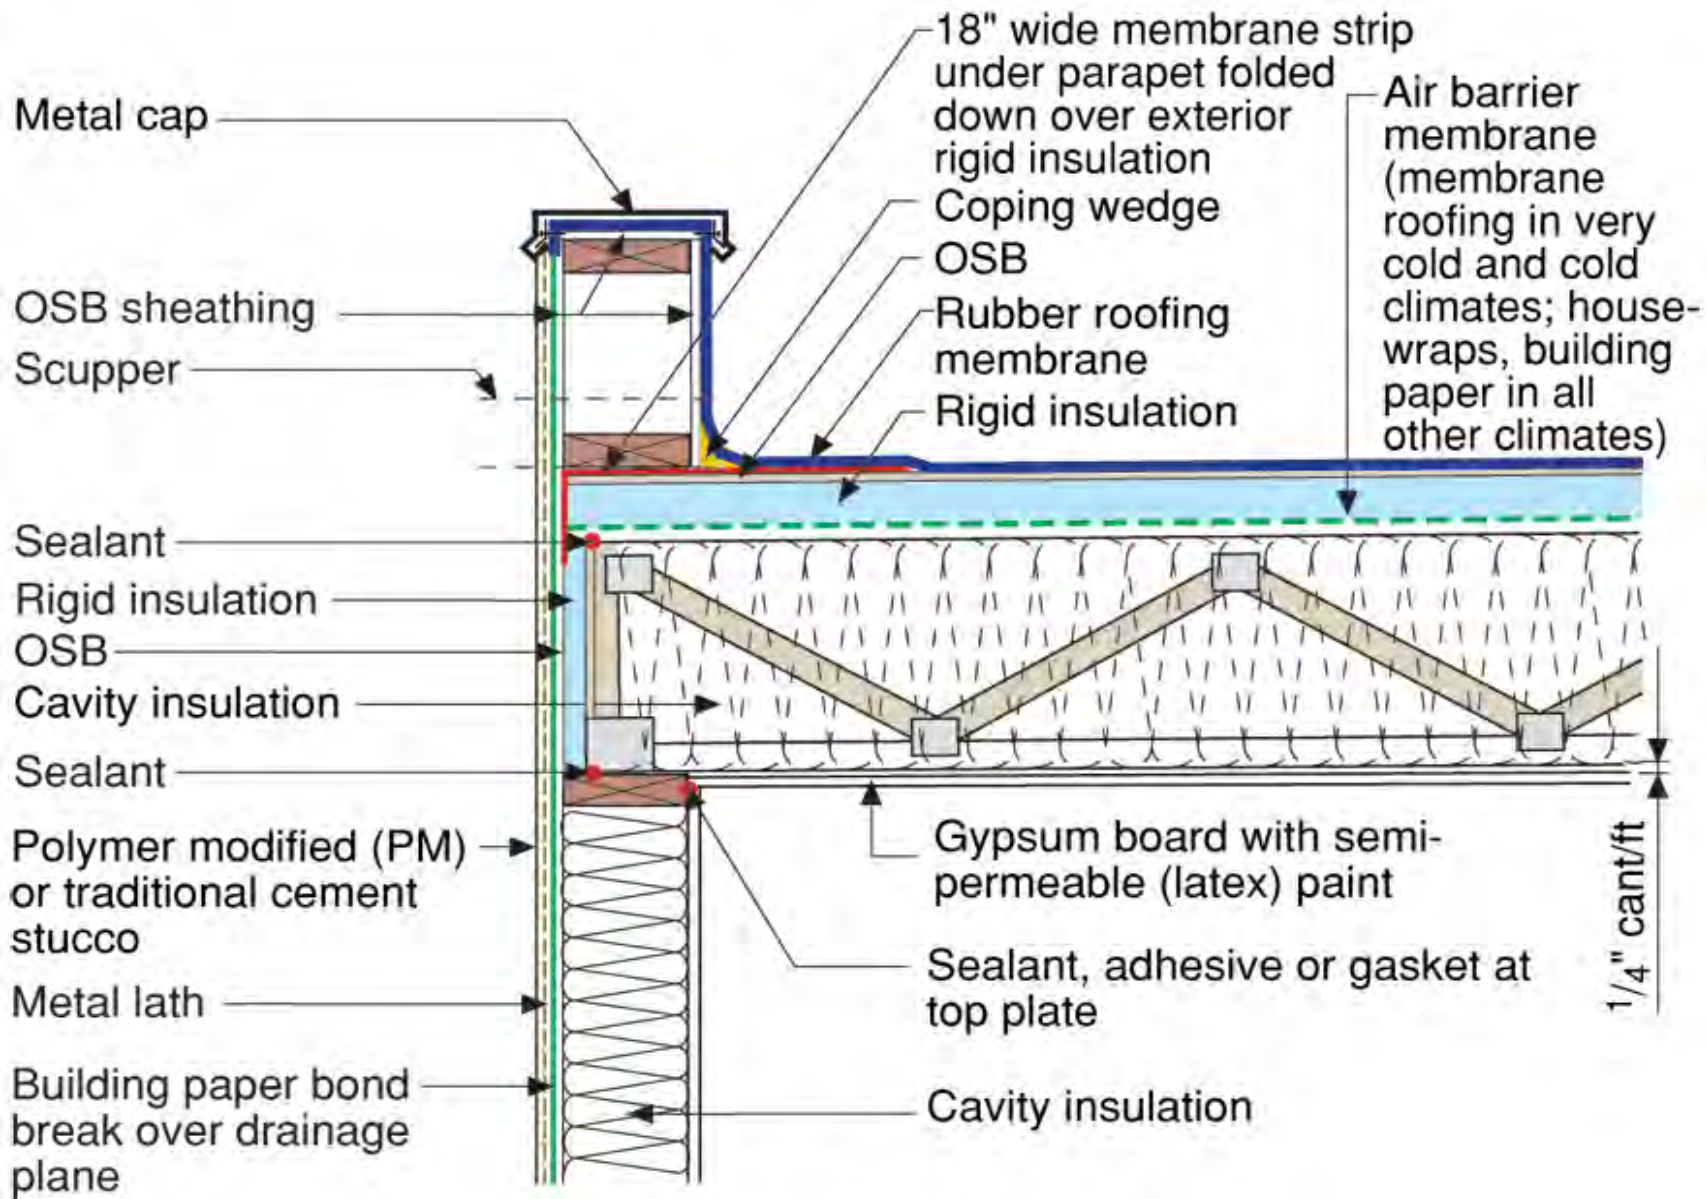 Metal cap
OSB sheathing
Scupper
Sealant
Rigid insulation
OSB
Cavity insulation
Sealant
Polymer modified (PM)
or traditional cement
stucco
Metal lath
Building paper bond
break over drainage
plane
18" wide membrane strip
under parapet folded
down over exterior
rigid insulation
Coping wedge
OSB
Rubber roofing
membrane
Rigid insulation
Air barrier
membrane
(membrane
roofing in very
cold and cold
climates; house-
wraps, building
paper in all
other climates)
Gypsum board with semi-
permeable (latex) paint
Sealant, adhesive or gasket at
top plate
Cavity insulation
1/4" cant/ft